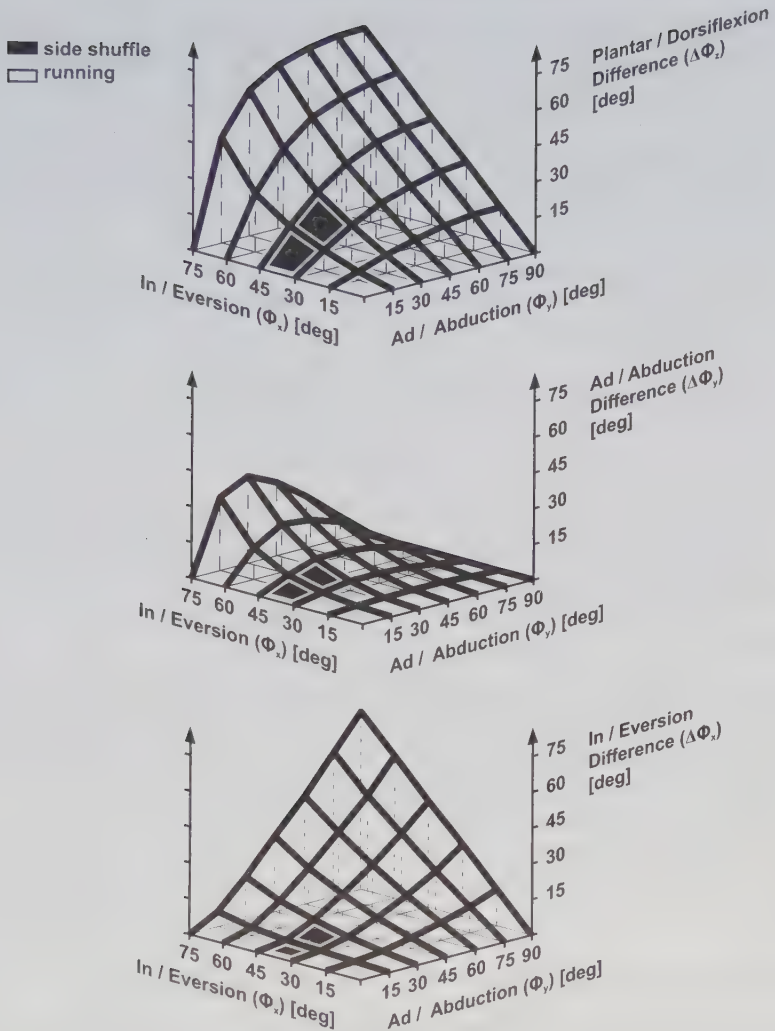 side shuffle
running
Plantar / Dorsiflexion
Difference (ΔΦz)
[deg]
75
60
45
30
15
75 60 45 30 15
In / Eversion (Φx) [deg]
15 30 45 60 75 90
Ad / Abduction (Φy) [deg]
Ad / Abduction
Difference (ΔΦy)
[deg]
75
60
45
30
15
75 60 45 30 15
In / Eversion (Φx) [deg]
15 30 45 60 75 90
Ad / Abduction (Φy) [deg]
In / Eversion
Difference (ΔΦx)
[deg]
75
60
45
30
15
75 60 45 30 15
In / Eversion (Φx) [deg]
15 30 45 60 75 90
Ad / Abduction (Φy) [deg]